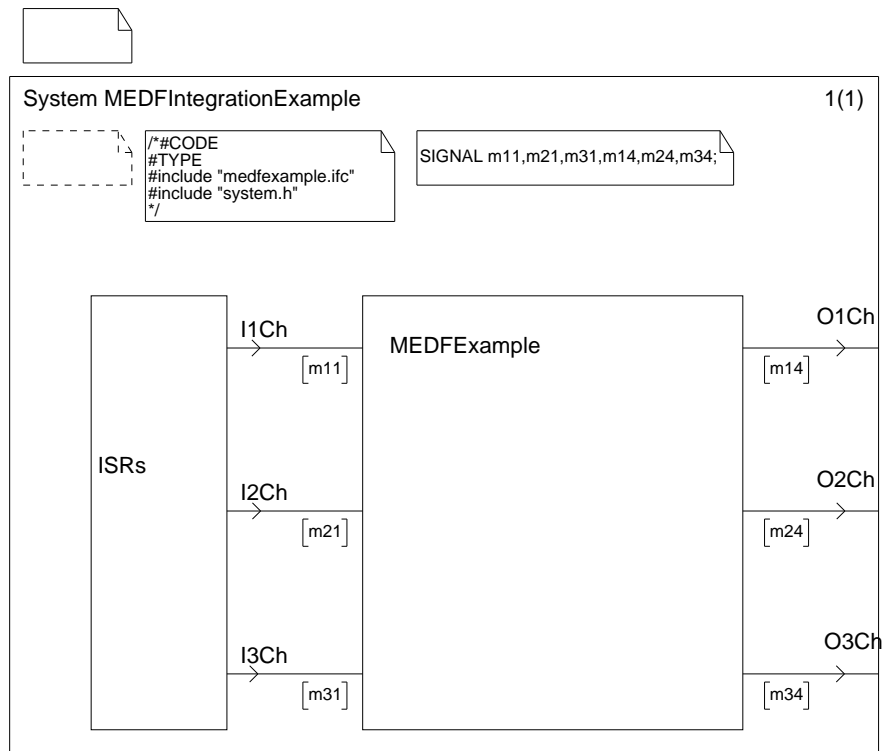 System MEDFIntegrationExample 1(1)
/*#CODE
#TYPE
#include "medfexample.ifc"
#include "system.h"
*/
SIGNAL m11,m21,m31,m14,m24,m34;
I1Ch
[m11]
MEDFExample
O1Ch
[m14]
ISRs
I2Ch
[m21]
O2Ch
[m24]
I3Ch
[m31]
O3Ch
[m34]